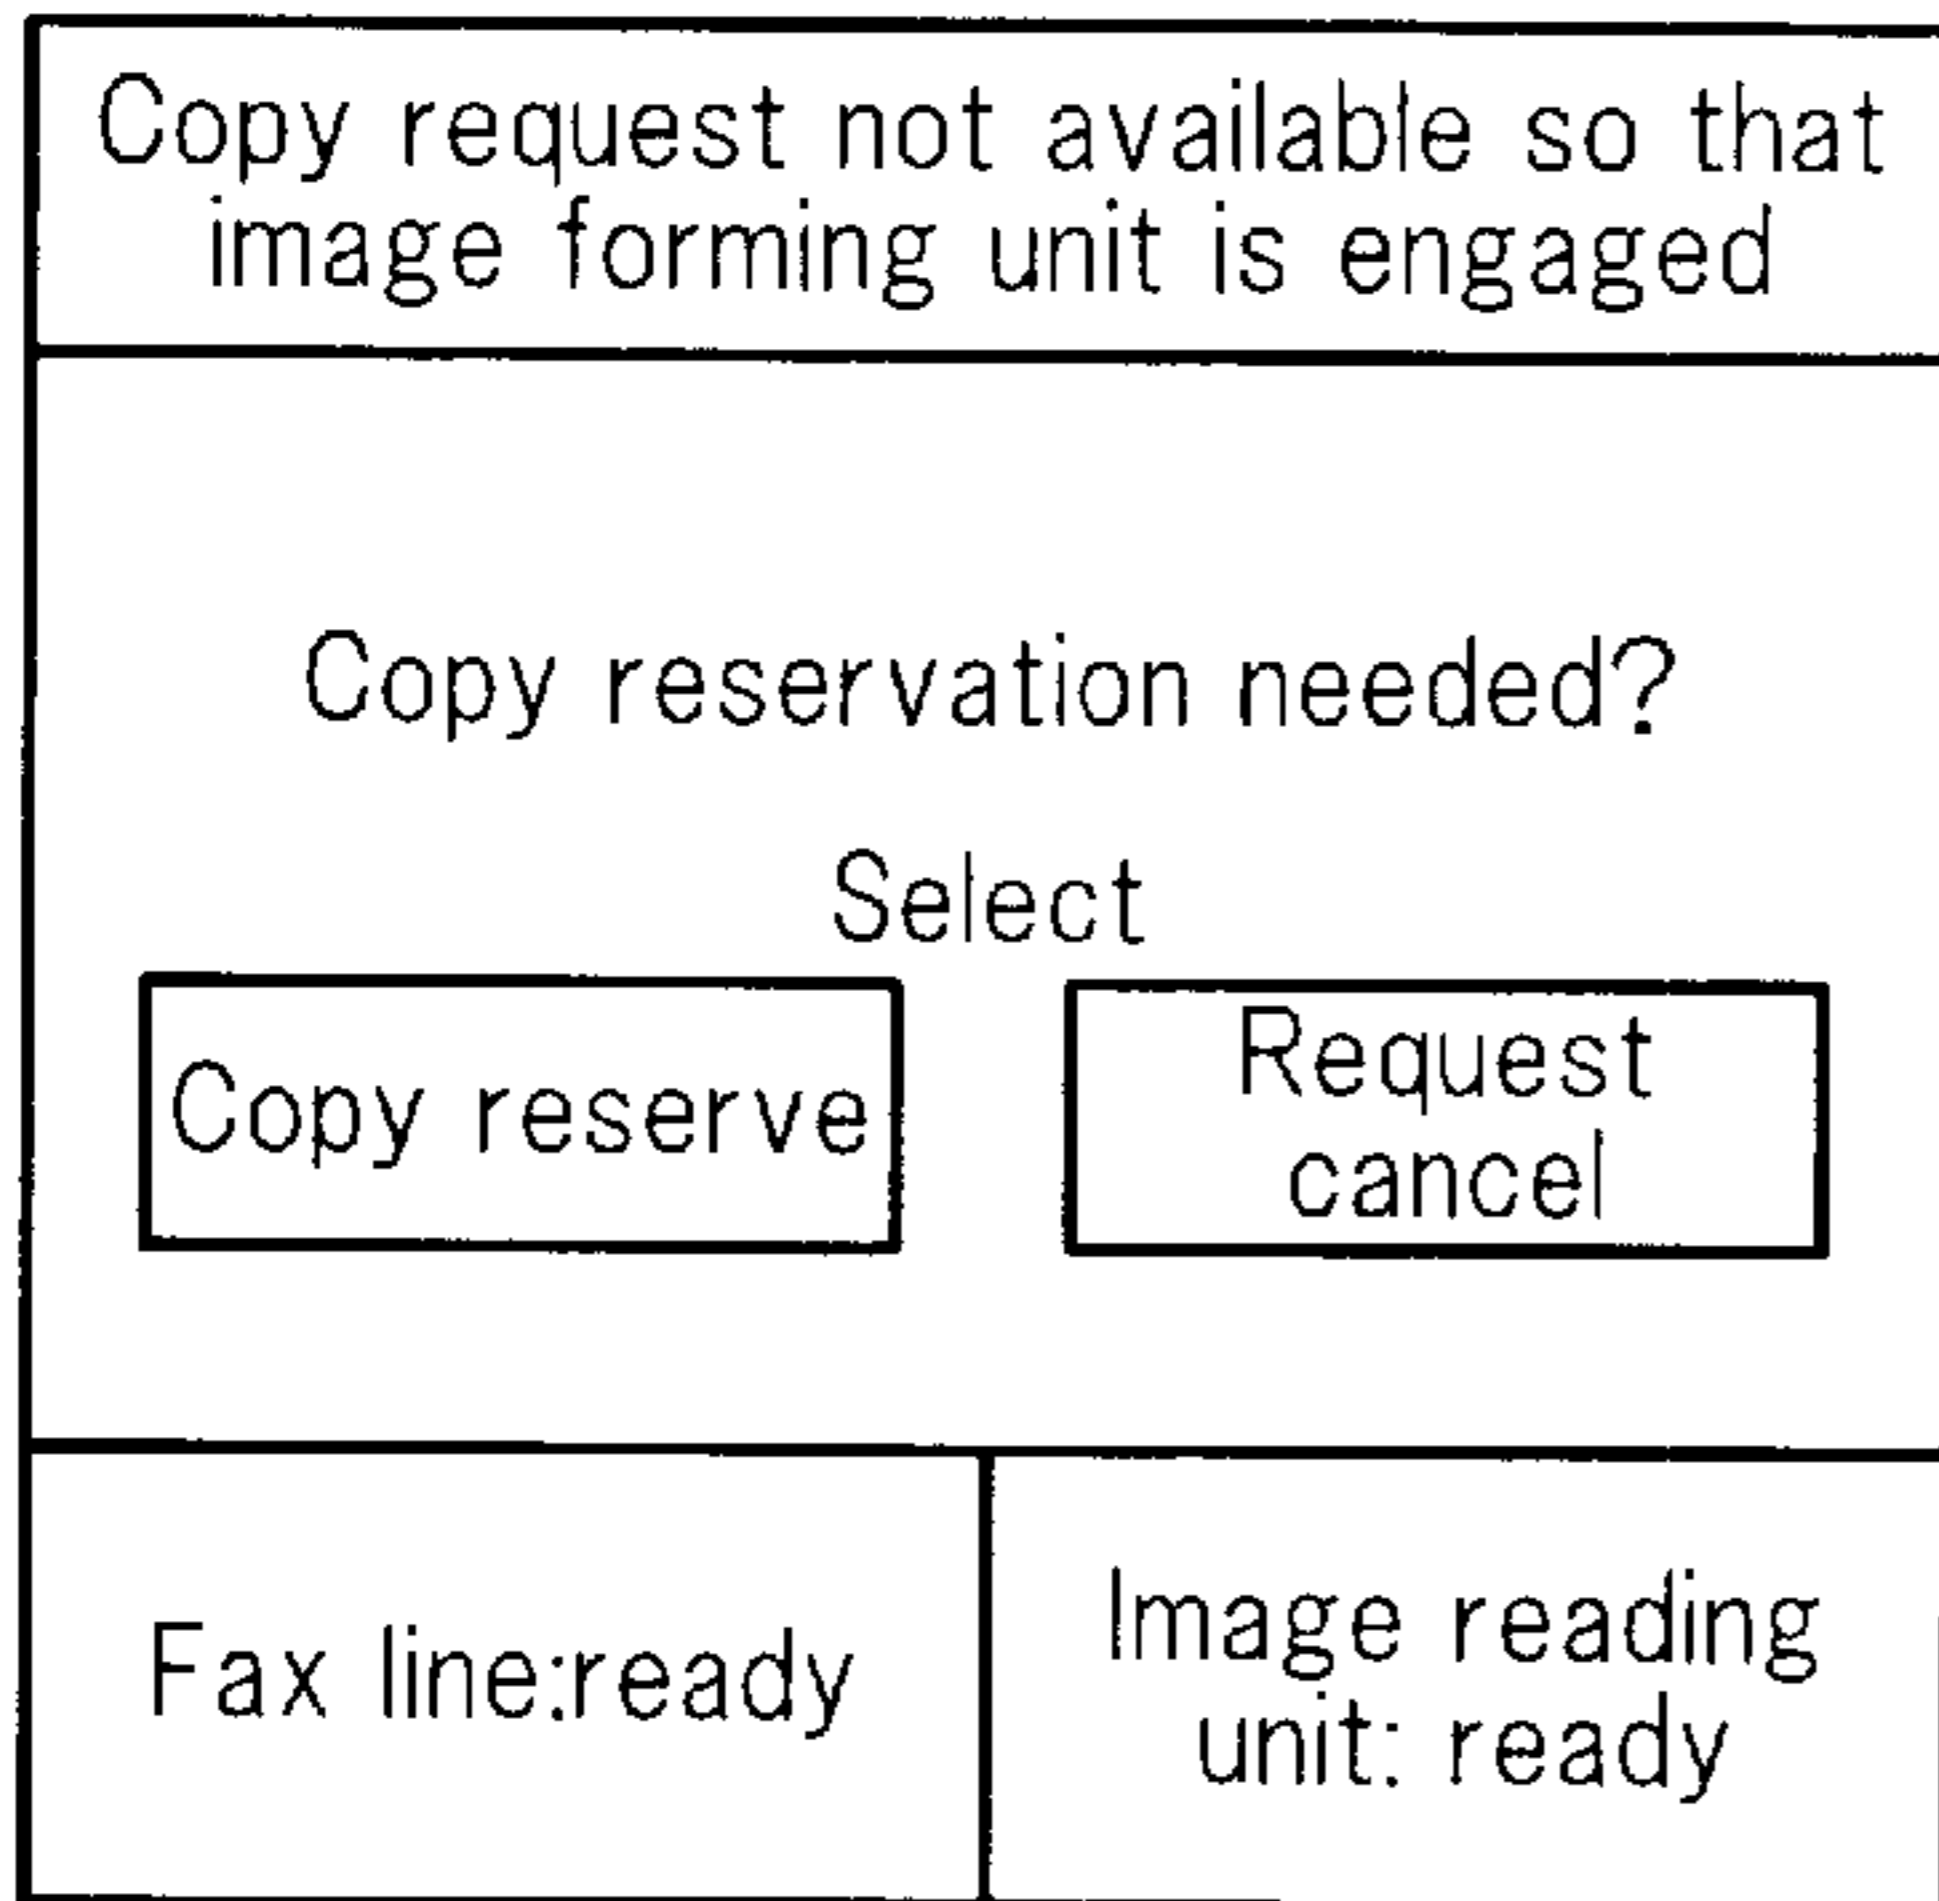 Copy request not available so that
image forming unit is engaged
Copy reservation needed?
Select
Copy reserve
Request
cancel
Fax line:ready
Image reading
unit: ready